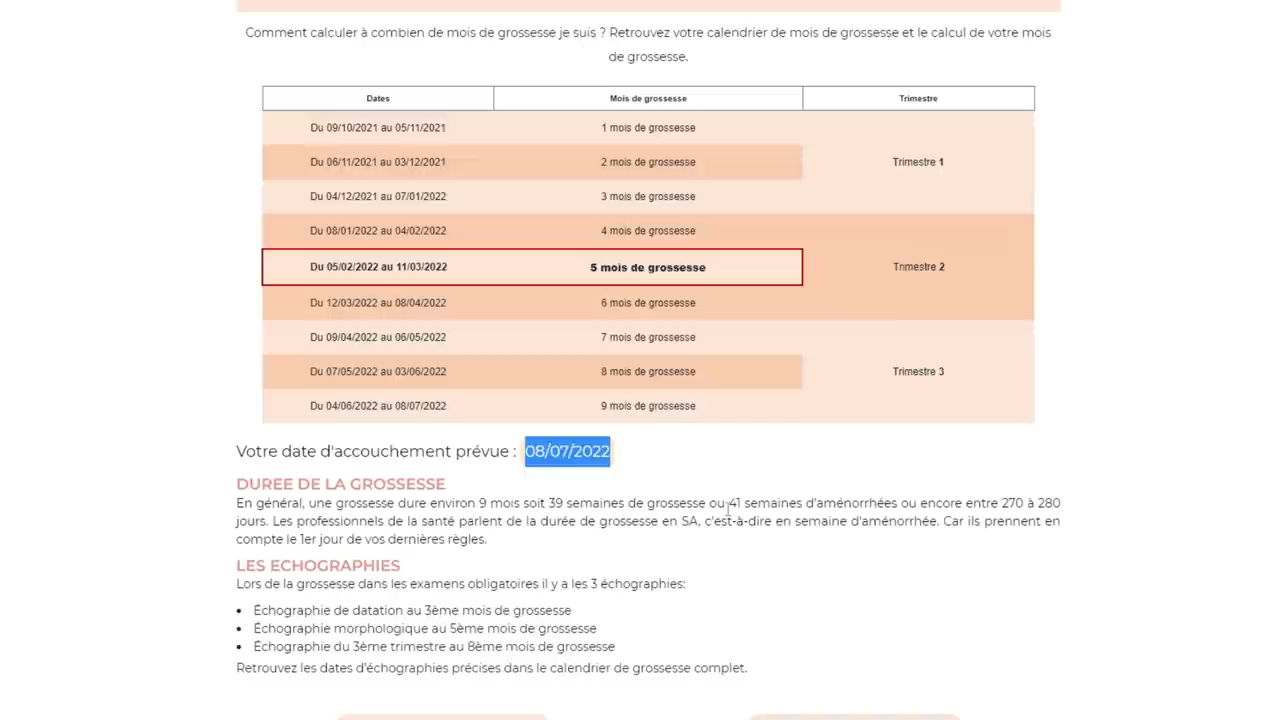 Comment calculer à combien de mois de grossesse je suis ? Retrouvez votre calendrier de mois de grossesse et le calcul de votre mois
de grossesse.
Dates Mois de grossesse Trimestre
Du 09/10/2021 au 05/11/2021 1 mois de grossesse
Du 06/11/2021 au 03/12/2021 2 mois de grossesse Trimestre 1
Du 04/12/2021 au 07/01/2022 3 mois de grossesse
Du 08/01/2022 au 04/02/2022 4 mois de grossesse
Du 05/02/2022 au 11/03/2022 5 mois de grossesse Trimestre 2
Du 12/03/2022 au 08/04/2022 6 mois de grossesse
Du 09/04/2022 au 06/05/2022 7 mois de grossesse
Du 07/05/2022 au 03/06/2022 8 mois de grossesse Trimestre 3
Du 04/06/2022 au 08/07/2022 9 mois de grossesse
Votre date d'accouchement prévue : 08/07/2022
DUREE DE LA GROSSESSE
En général, une grossesse dure environ 9 mois soit 39 semaines de grossesse ou 41 semaines d'aménorrhées ou encore entre 270 à 280
jours. Les professionnels de la santé parlent de la durée de grossesse en SA, c'est-à-dire en semaine d'aménorrhée. Car ils prennent en
compte le 1er jour de vos dernières règles.
LES ECHOGRAPHIES
Lors de la grossesse dans les examens obligatoires il y a les 3 échographies:
• Échographie de datation au 3ème mois de grossesse
• Échographie morphologique au 5ème mois de grossesse
• Échographie du 3ème trimestre au 8ème mois de grossesse
Retrouvez les dates d'échographies précises dans le calendrier de grossesse complet.